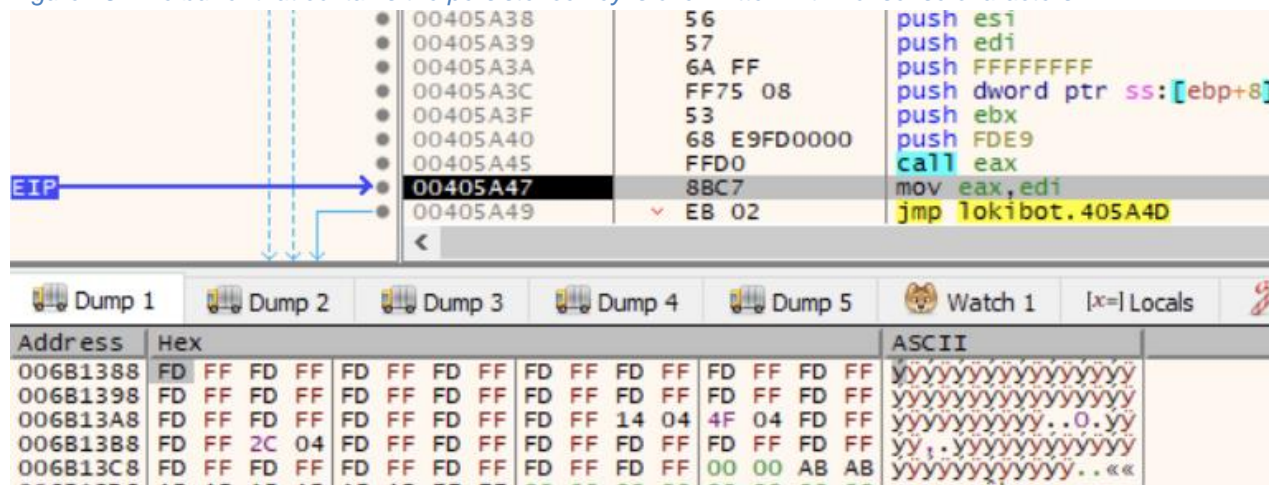 00405A38 56 push esi
00405A39 57 push edi
00405A3A 6A FF push FFFFFFFF
00405A3C FF75 08 push dword ptr ss:[ebp+8]
00405A3F 53 push ebx
00405A40 68 E9FD0000 push FDE9
00405A45 FFD0 call eax
EIP 00405A47 8BC7 mov eax,edi
00405A49 EB 02 jmp lokibot.405A4D
Dump 1 Dump 2 Dump 3 Dump 4 Dump 5 Watch 1 [x=] Locals
Address Hex ASCII
006B1388 FD FF FD FF FD FF FD FF FD FF FD FF FD FF FD FF ýÿýÿýÿýÿýÿýÿýÿýÿ
006B1398 FD FF FD FF FD FF FD FF FD FF FD FF FD FF FD FF ýÿýÿýÿýÿýÿýÿýÿýÿ
006B13A8 FD FF FD FF FD FF FD FF FD FF 14 04 4F 04 FD FF ýÿýÿýÿýÿýÿ..O.ýÿ
006B13B8 FD FF 2C 04 FD FF FD FF FD FF FD FF FD FF FD FF ýÿ,.ýÿýÿýÿýÿýÿýÿ
006B13C8 FD FF FD FF FD FF FD FF FD FF FD FF 00 00 AB AB ýÿýÿýÿýÿýÿýÿ..««